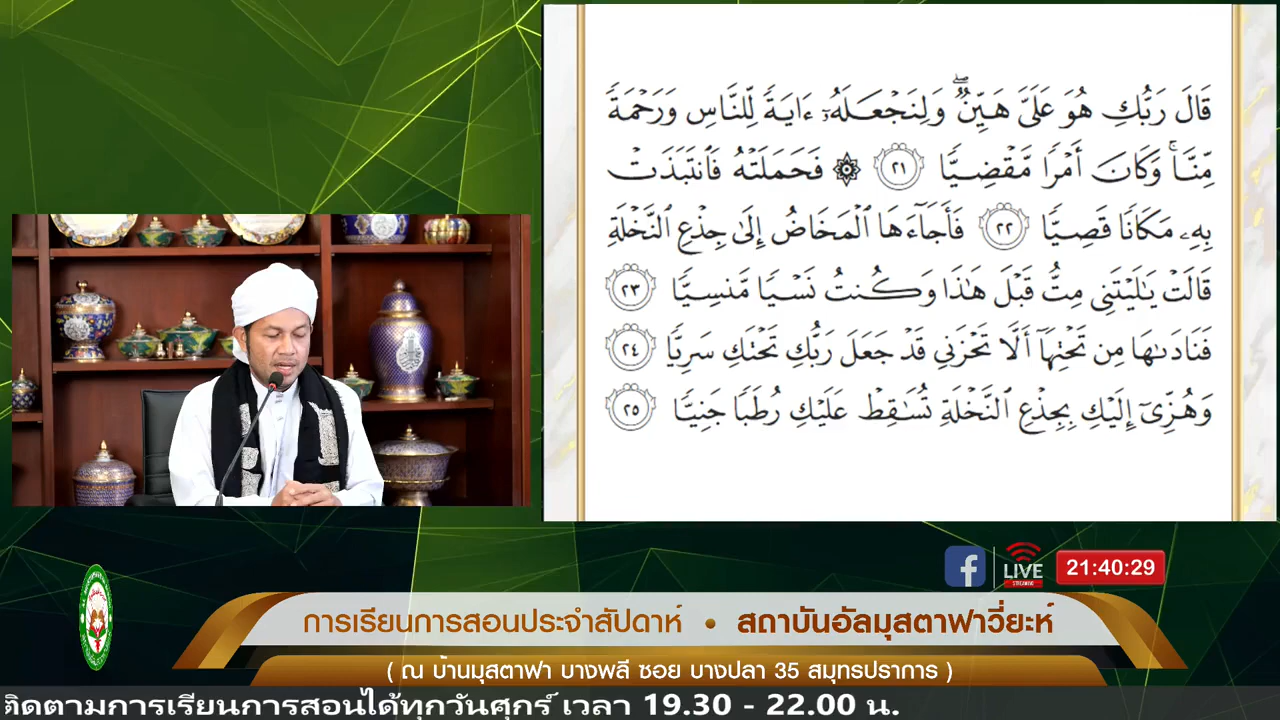 قَالَ رَبُّكِ هُوَ عَلَىَّ هَيِّنٌۖ وَلِنَجۡعَلَهُۥٓ ءَايَةٗ لِّلنَّاسِ وَرَحۡمَةٗ
مِّنَّاۚ وَكَانَ أَمۡرٗا مَّقۡضِيّٗا ٢١ ۞ فَحَمَلَتۡهُ فَٱنتَبَذَتۡ
بِهِۦ مَكَانٗا قَصِيّٗا ٢٢ فَأَجَآءَهَا ٱلۡمَخَاضُ إِلَىٰ جِذۡعِ ٱلنَّخۡلَةِ
قَالَتۡ يَٰلَيۡتَنِي مِتُّ قَبۡلَ هَٰذَا وَكُنتُ نَسۡيٗا مَّنسِيّٗا ٢٣
فَنَادَىٰهَا مِن تَحۡتِهَآ أَلَّا تَحۡزَنِي قَدۡ جَعَلَ رَبُّكِ تَحۡتَكِ سَرِيّٗا ٢٤
وَهُزِّيٓ إِلَيۡكِ بِجِذۡعِ ٱلنَّخۡلَةِ تُسَٰقِطۡ عَلَيۡكِ رُطَبٗا جَنِيّٗا ٢٥
LIVE
21:40:29
การเรียนการสอนประจำสัปดาห์ • สถาบันอัลมุสตาฟาวี่ยะห์
( ณ บ้านมุสตาฟา บางพลี ซอย บางปลา 35 สมุทรปราการ )
ติดตามการเรียนการสอนได้ทุกวันศุกร์ เวลา 19.30 - 22.00 น.